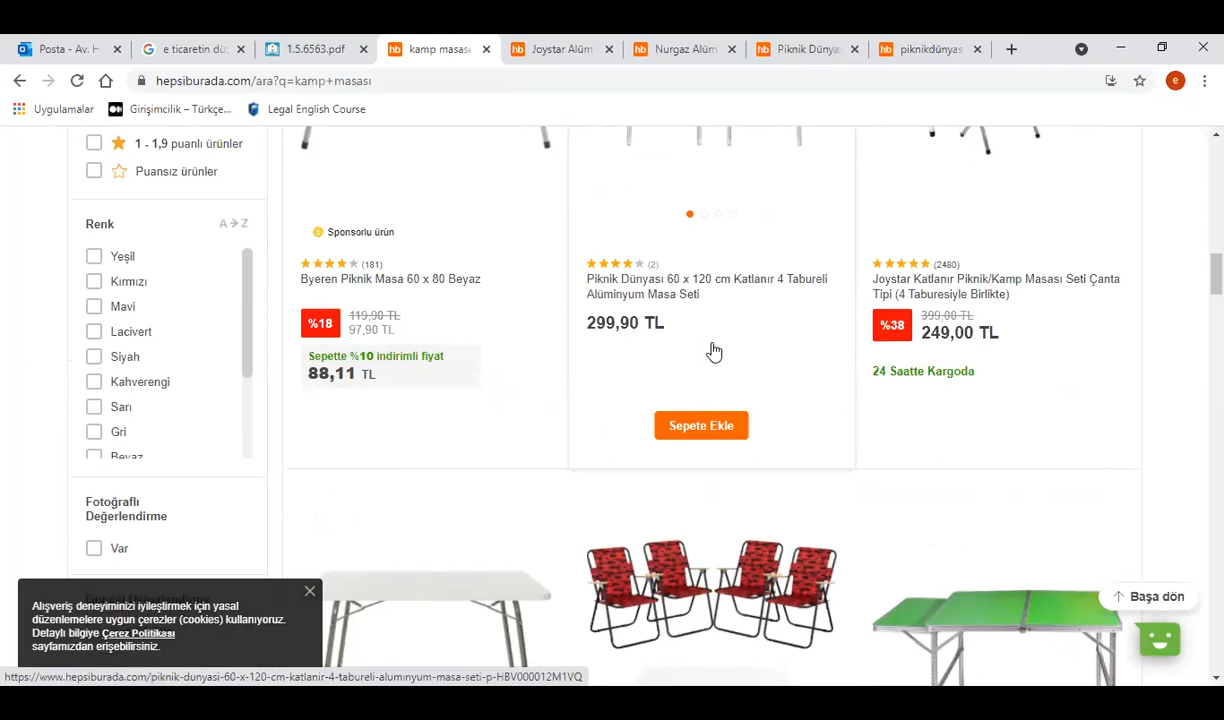 Posta - Av. H
e ticaretin dü
1.5.6563.pdf
hb kamp masası
hb Joystar Alüm
hb Nurgaz Alüm
hb Piknik Dünya
hb piknikdünyas
hepsiburada.com/ara?q=kamp+masası
e
Uygulamalar
Girişimcilik – Türkçe...
Legal English Course
1 - 1,9 puanlı ürünler
Puansız ürünler
Renk
A Z
Yeşil
Kırmızı
Mavi
Lacivert
Siyah
Kahverengi
Sarı
Gri
Beyaz
Fotoğraflı
Değerlendirme
Var
Sponsorlu ürün
(181)
Byeren Piknik Masa 60 x 80 Beyaz
%18
119,90 TL
97,90 TL
Sepette %10 indirimli fiyat
88,11 TL
(2)
Piknik Dünyası 60 x 120 cm Katlanır 4 Tabureli
Alüminyum Masa Seti
299,90 TL
Sepete Ekle
(2480)
Joystar Katlanır Piknik/Kamp Masası Seti Çanta
Tipi (4 Taburesiyle Birlikte)
%38
399,00 TL
249,00 TL
24 Saatte Kargoda
Alışveriş deneyiminizi iyileştirmek için yasal
düzenlemelere uygun çerezler (cookies) kullanıyoruz.
Detaylı bilgiye Çerez Politikası
sayfamızdan erişebilirsiniz.
Başa dön
https://www.hepsiburada.com/piknik-dunyasi-60-x-120-cm-katlanir-4-tabureli-aluminyum-masa-seti-p-HBV000012M1VQ